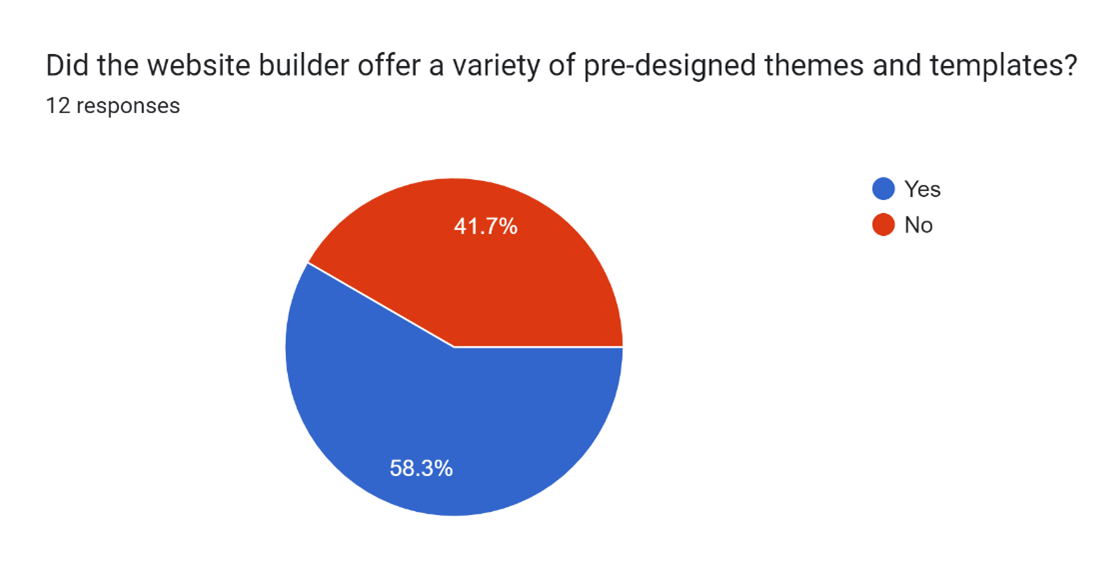 Did the website builder offer a variety of pre-designed themes and templates?
12 responses
Yes
No
41.7%
58.3%